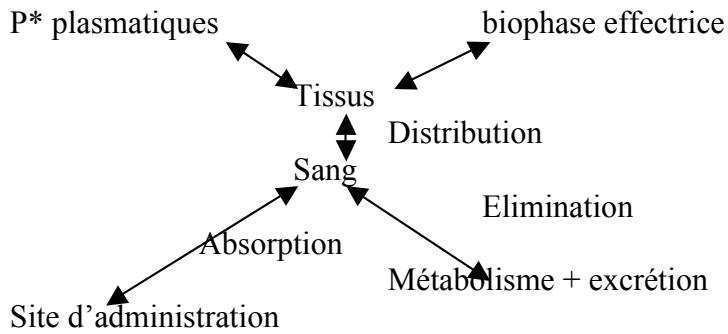 P* plasmatiques
biophase effectrice
Tissus
Distribution
Sang
Elimination
Absorption
Métabolisme + excrétion
Site d’administration